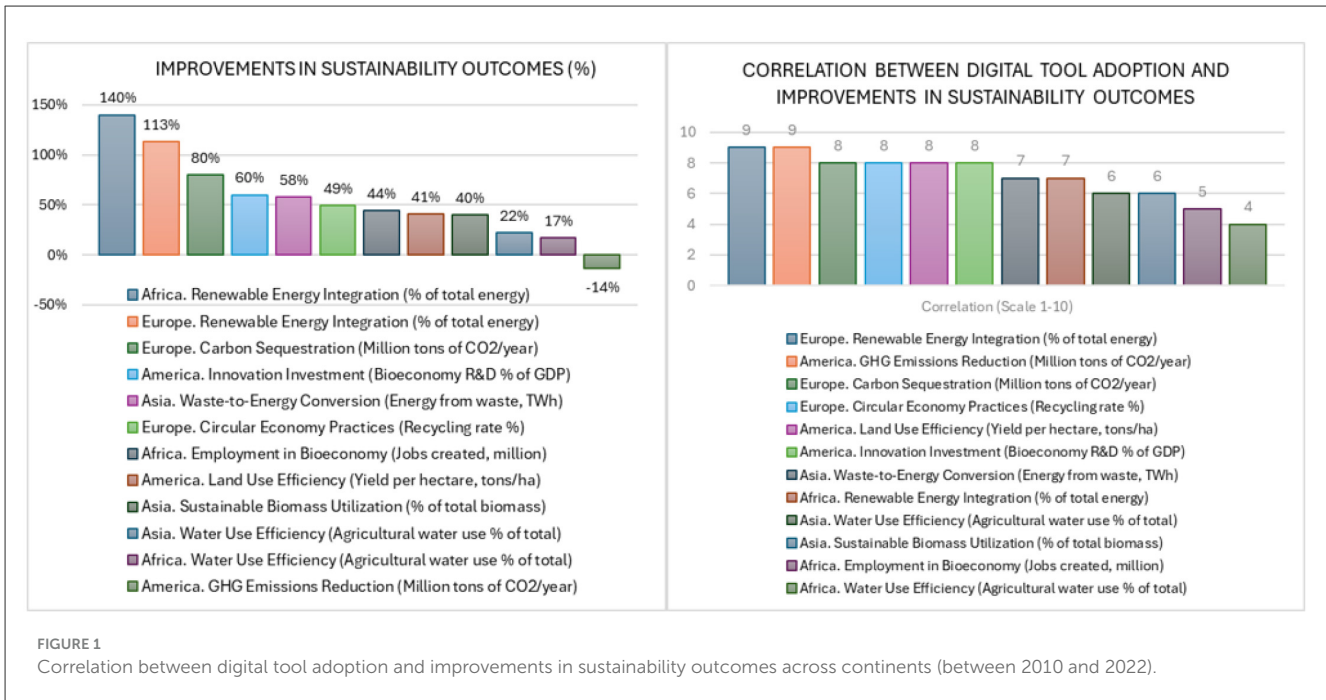 IMPROVEMENTS IN SUSTAINABILITY OUTCOMES (%)
150%
100%
50%
0%
-50%
140%
113%
80%
60%
58%
49%
44%
41%
40%
22%
17%
-14%
Africa. Renewable Energy Integration (% of total energy)
Europe. Renewable Energy Integration (% of total energy)
Europe. Carbon Sequestration (Million tons of CO2/year)
America. Innovation Investment (Bioeconomy R&D % of GDP)
Asia. Waste-to-Energy Conversion (Energy from waste, TWh)
Europe. Circular Economy Practices (Recycling rate %)
Africa. Employment in Bioeconomy (Jobs created, million)
America. Land Use Efficiency (Yield per hectare, tons/ha)
Asia. Sustainable Biomass Utilization (% of total biomass)
Asia. Water Use Efficiency (Agricultural water use % of total)
Africa. Water Use Efficiency (Agricultural water use % of total)
America. GHG Emissions Reduction (Million tons of CO2/year)
CORRELATION BETWEEN DIGITAL TOOL ADOPTION AND
IMPROVEMENTS IN SUSTAINABILITY OUTCOMES
10
8
6
4
2
0
9
9
8
8
8
8
7
7
6
6
5
4
Correlation (Scale 1-10)
Europe. Renewable Energy Integration (% of total energy)
America. GHG Emissions Reduction (Million tons of CO2/year)
Europe. Carbon Sequestration (Million tons of CO2/year)
Europe. Circular Economy Practices (Recycling rate %)
America. Land Use Efficiency (Yield per hectare, tons/ha)
America. Innovation Investment (Bioeconomy R&D % of GDP)
Asia. Waste-to-Energy Conversion (Energy from waste, TWh)
Africa. Renewable Energy Integration (% of total energy)
Asia. Water Use Efficiency (Agricultural water use % of total)
Asia. Sustainable Biomass Utilization (% of total biomass)
Africa. Employment in Bioeconomy (Jobs created, million)
Africa. Water Use Efficiency (Agricultural water use % of total)
FIGURE 1
Correlation between digital tool adoption and improvements in sustainability outcomes across continents (between 2010 and 2022).